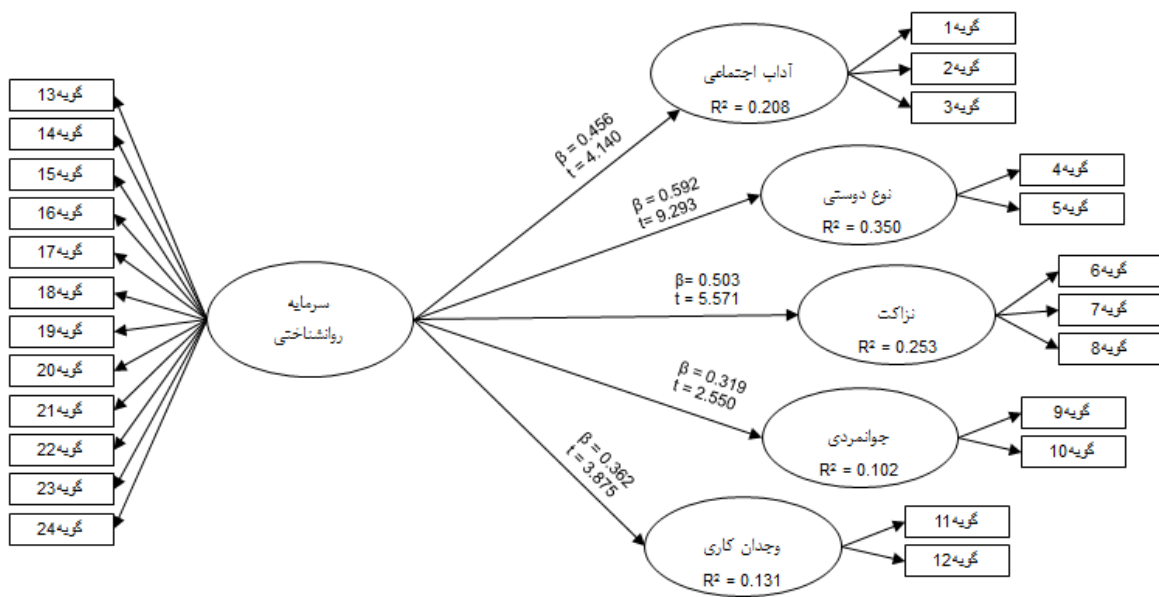 گویه13
گویه14
گویه15
گویه16
گویه17
گویه18
گویه19
گویه20
گویه21
گویه22
گویه23
گویه24
سرمایه
روانشناختی
β = 0.456
t = 4.140
β = 0.592
t= 9.293
β= 0.503
t = 5.571
β = 0.319
t = 2.550
β = 0.362
t = 3.875
آداب اجتماعی
R² = 0.208
نوع دوستی
R² = 0.350
نزاکت
R² = 0.253
جوانمردی
R² = 0.102
وجدان کاری
R² = 0.131
گویه1
گویه2
گویه3
گویه4
گویه5
گویه6
گویه7
گویه8
گویه9
گویه10
گویه11
گویه12